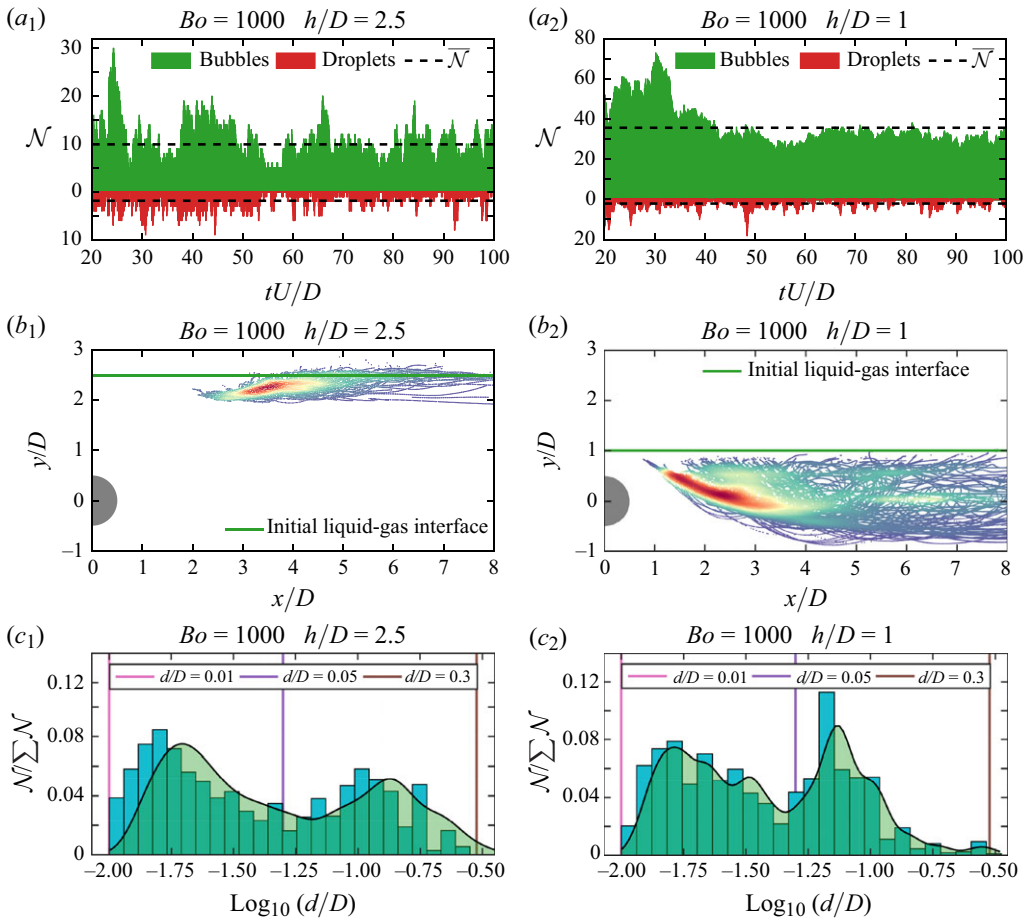 (a₁) Bo = 1000 h/D = 2.5
30
20
10
0
10
𝒩
Bubbles Droplets 𝒩̅
20 30 40 50 60 70 80 90 100
tU/D
(a₂) Bo = 1000 h/D = 1
80
60
40
20
0
20
𝒩
Bubbles Droplets 𝒩̅
20 30 40 50 60 70 80 90 100
tU/D
(b₁) Bo = 1000 h/D = 2.5
3
2
1
0
−1
y/D
Initial liquid-gas interface
0 1 2 3 4 5 6 7 8
x/D
(b₂) Bo = 1000 h/D = 1
3
2
1
0
−1
y/D
Initial liquid-gas interface
0 1 2 3 4 5 6 7 8
x/D
(c₁) Bo = 1000 h/D = 2.5
d/D = 0.01 d/D = 0.05 d/D = 0.3
0.12
0.08
0.04
0
𝒩/∑𝒩
−2.00 −1.75 −1.50 −1.25 −1.00 −0.75 −0.50
Log₁₀ (d/D)
(c₂) Bo = 1000 h/D = 1
d/D = 0.01 d/D = 0.05 d/D = 0.3
0.12
0.08
0.04
0
𝒩/∑𝒩
−2.00 −1.75 −1.50 −1.25 −1.00 −0.75 −0.50
Log₁₀ (d/D)